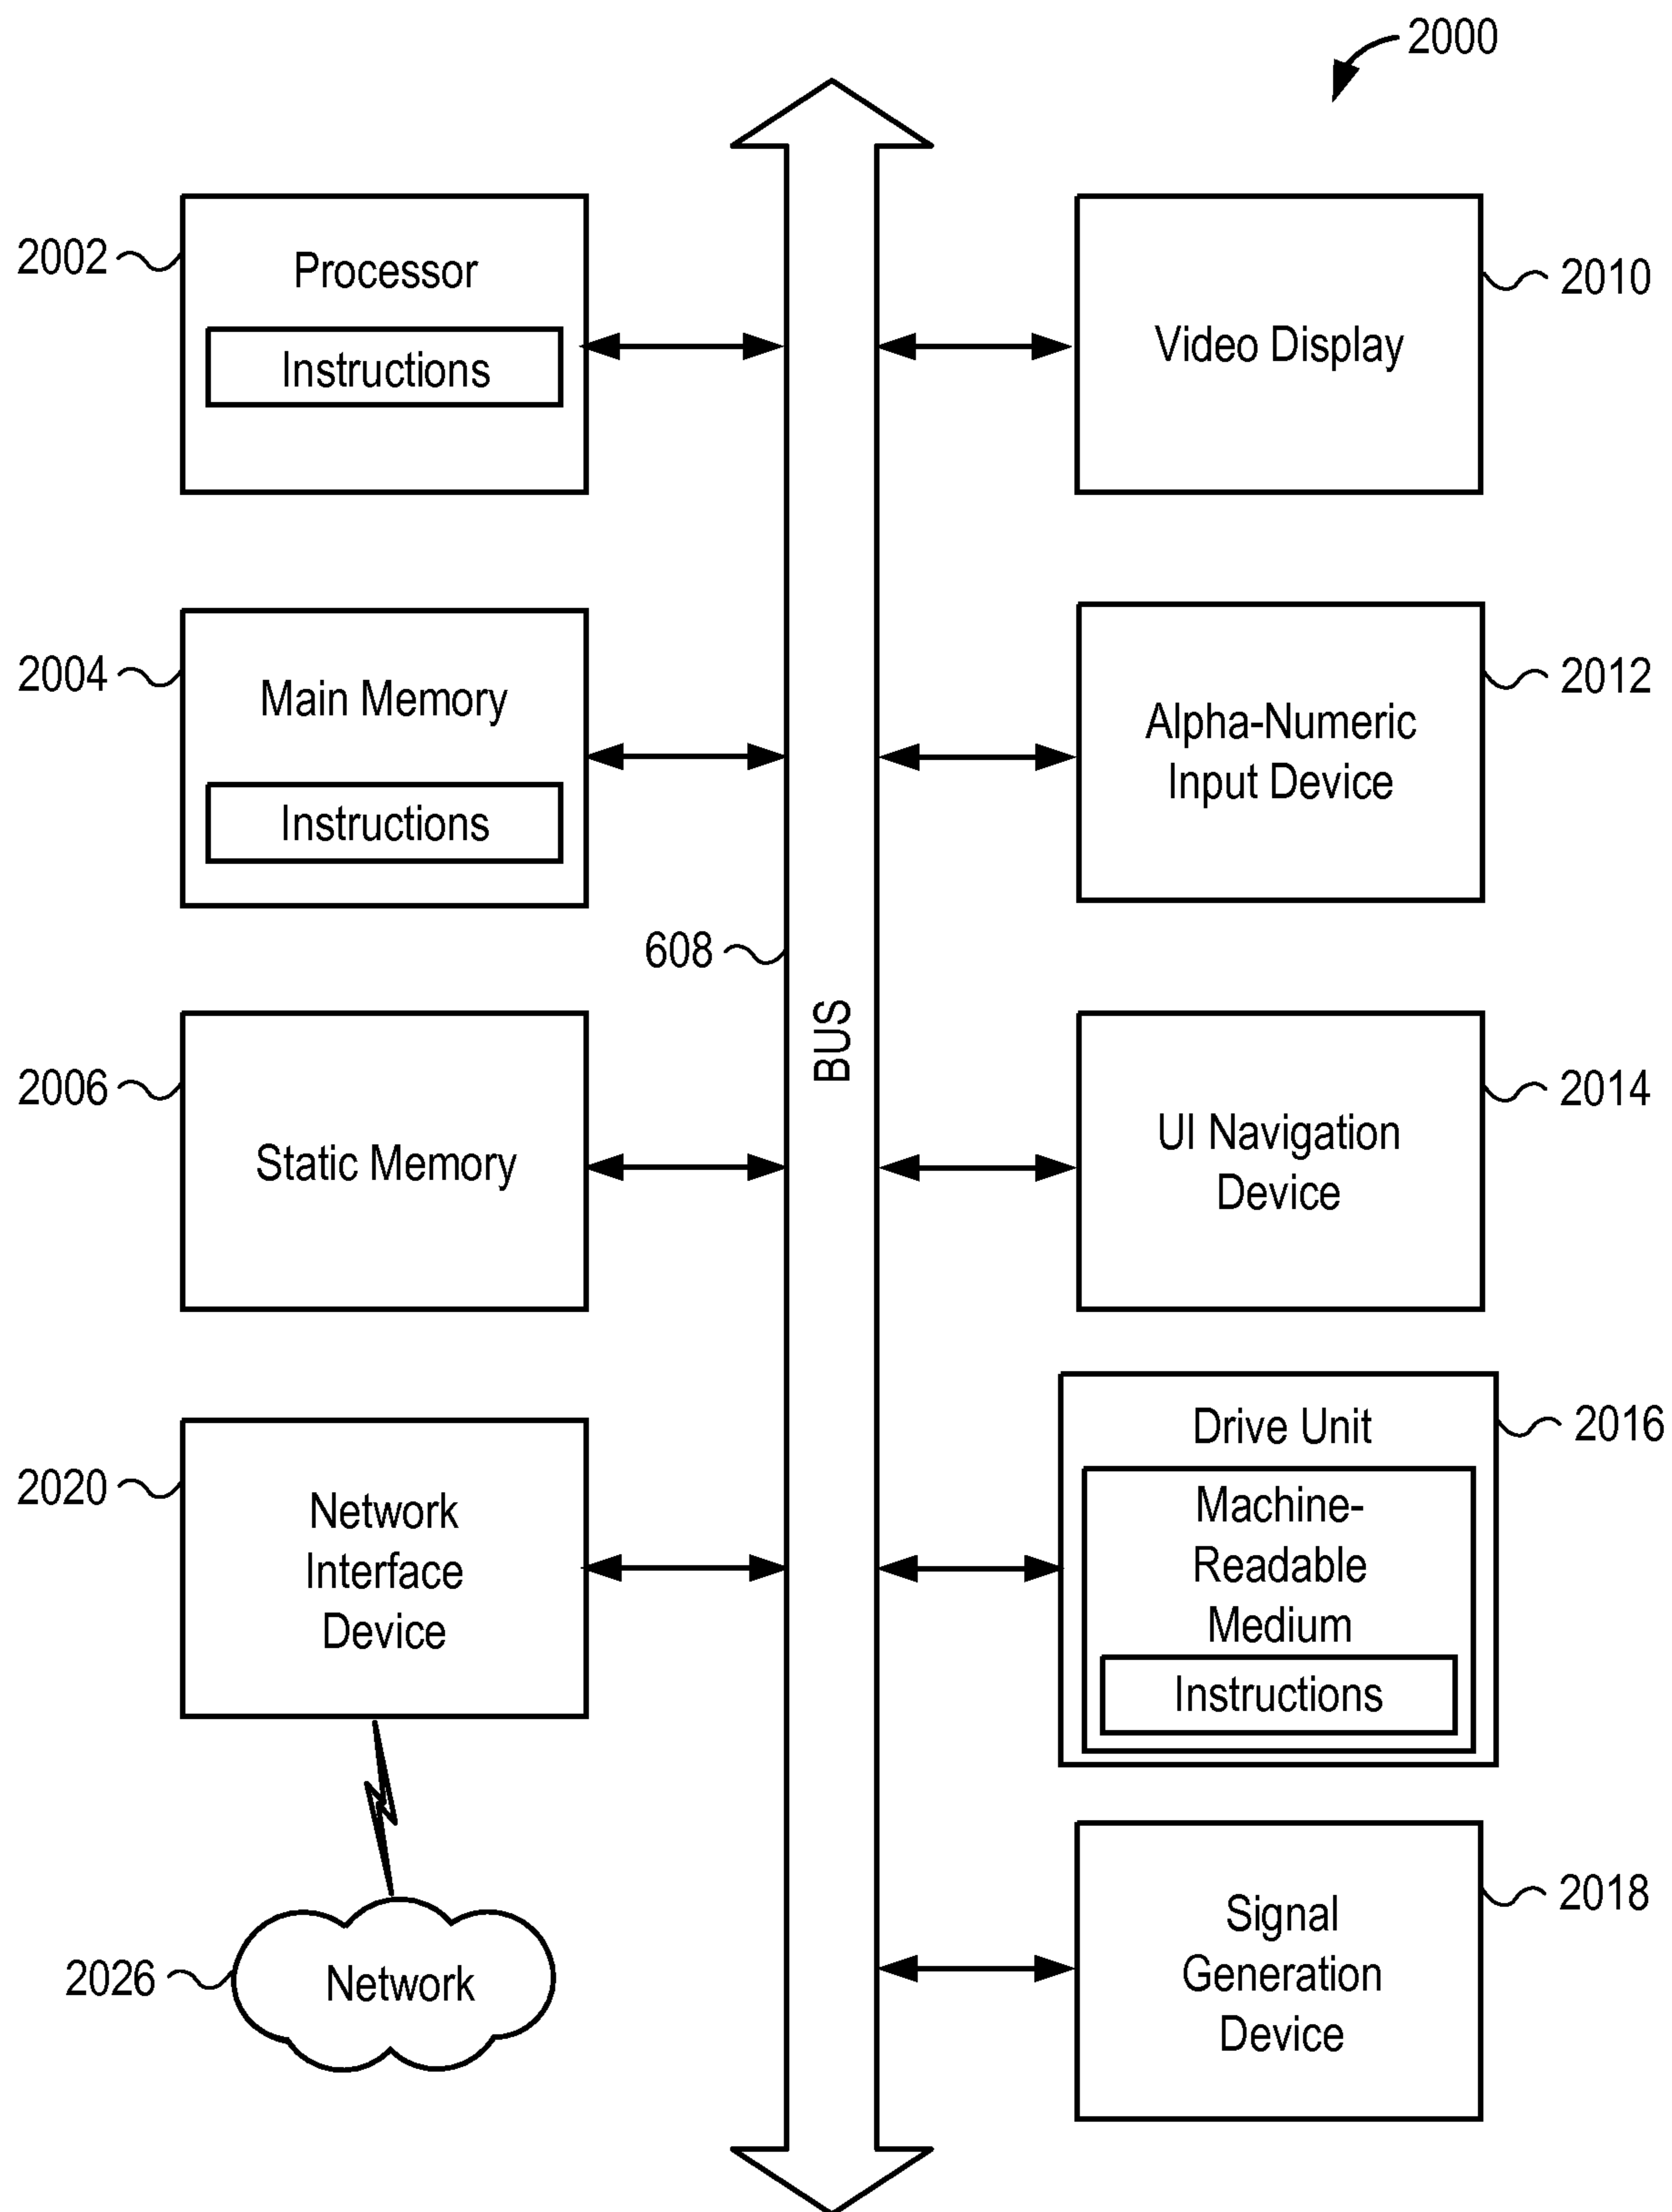 2000
2002
Processor
Instructions
2010
Video Display
2004
Main Memory
Instructions
2012
Alpha-Numeric
Input Device
608
BUS
2006
Static Memory
2014
UI Navigation
Device
2020
Network
Interface
Device
2016
Drive Unit
Machine-
Readable
Medium
Instructions
2026
Network
2018
Signal
Generation
Device